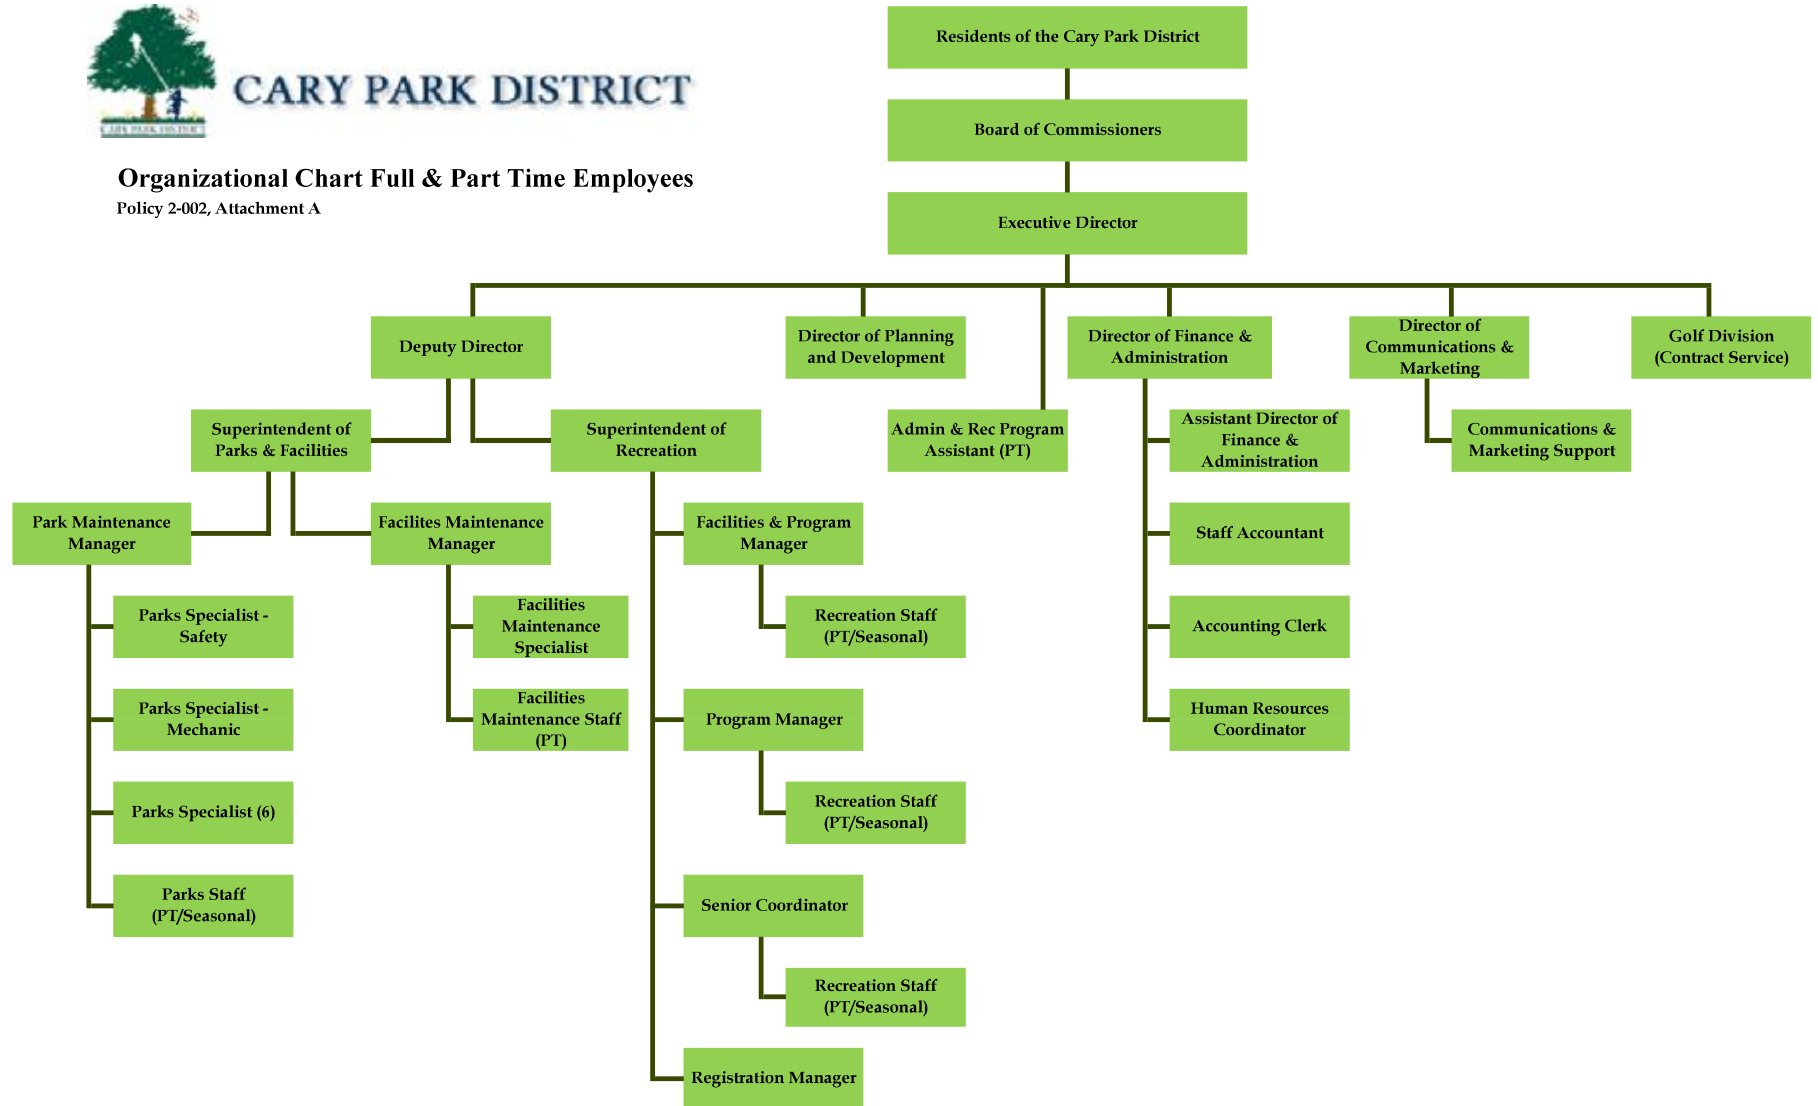 CARY PARK DISTRICT
CARY PARK DISTRICT
Organizational Chart Full & Part Time Employees
Policy 2-002, Attachment A
Residents of the Cary Park District
Board of Commissioners
Executive Director
Deputy Director
Director of Planning
and Development
Director of Finance &
Administration
Director of
Communications &
Marketing
Golf Division
(Contract Service)
Superintendent of
Parks & Facilities
Superintendent of
Recreation
Admin & Rec Program
Assistant (PT)
Assistant Director of
Finance &
Administration
Communications &
Marketing Support
Park Maintenance
Manager
Facilites Maintenance
Manager
Facilities & Program
Manager
Staff Accountant
Parks Specialist -
Safety
Facilities
Maintenance
Specialist
Recreation Staff
(PT/Seasonal)
Accounting Clerk
Parks Specialist -
Mechanic
Facilities
Maintenance Staff
(PT)
Program Manager
Human Resources
Coordinator
Parks Specialist (6)
Recreation Staff
(PT/Seasonal)
Parks Staff
(PT/Seasonal)
Senior Coordinator
Recreation Staff
(PT/Seasonal)
Registration Manager